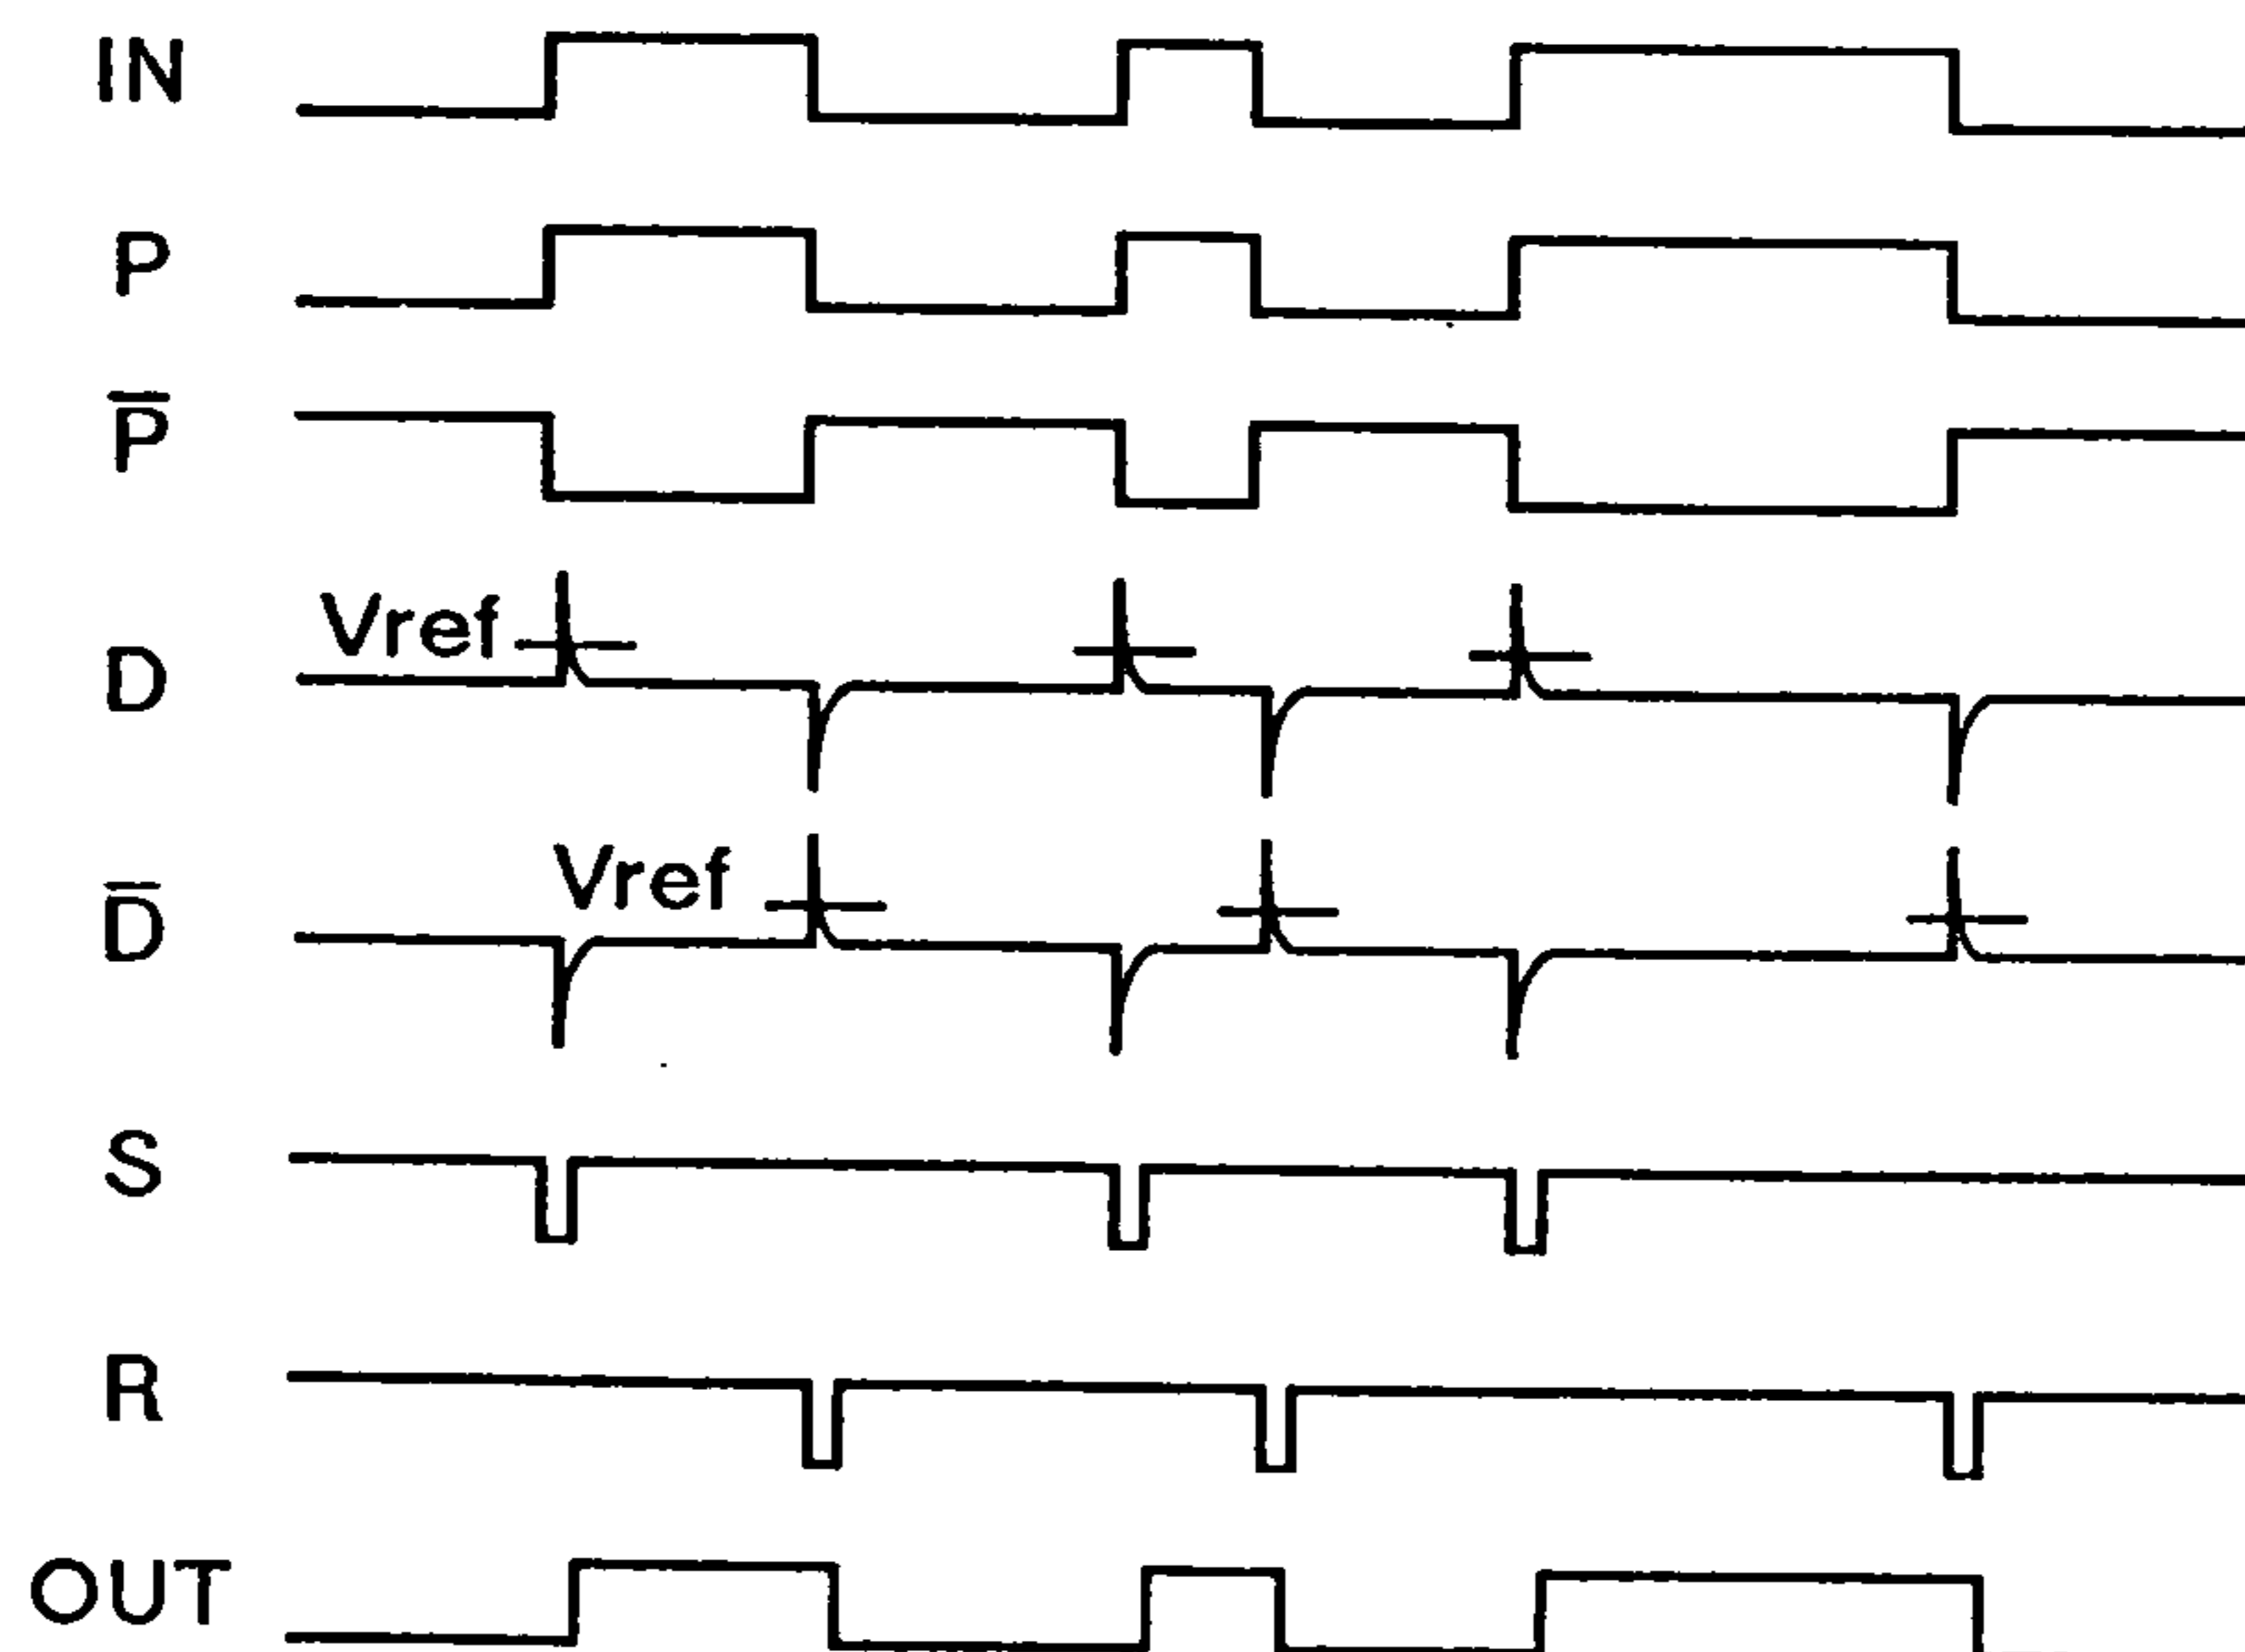 IN
P
P̅
Vref
D
Vref
D̅
S
R
OUT